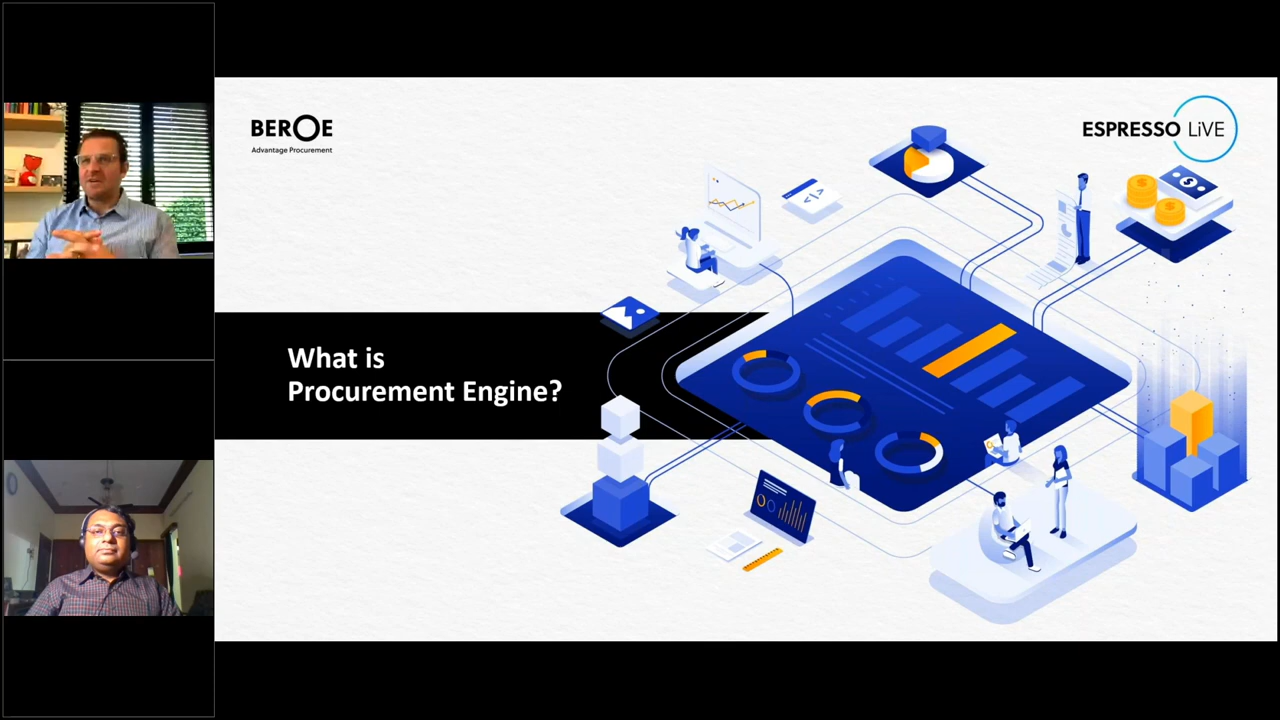 BEROE
Advantage Procurement
ESPRESSO LiVE
What is
Procurement Engine?